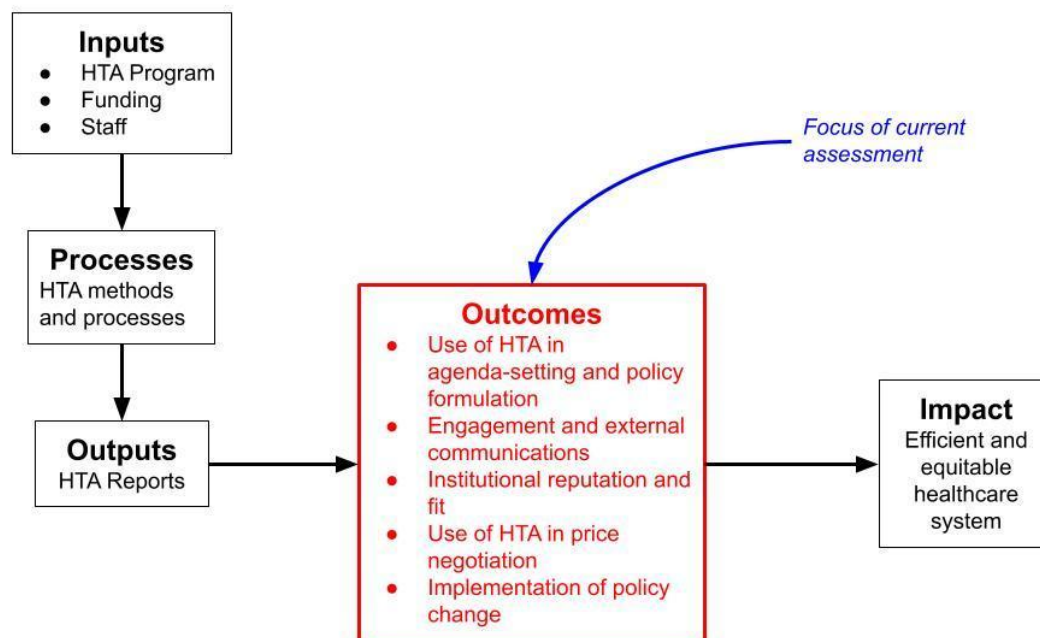 Inputs
● HTA Program
● Funding
● Staff
Focus of current
assessment
Processes
HTA methods
and processes
Outputs
HTA Reports
Outcomes
● Use of HTA in
agenda-setting and policy
formulation
● Engagement and external
communications
● Institutional reputation and
fit
● Use of HTA in price
negotiation
● Implementation of policy
change
Impact
Efficient and
equitable
healthcare
system